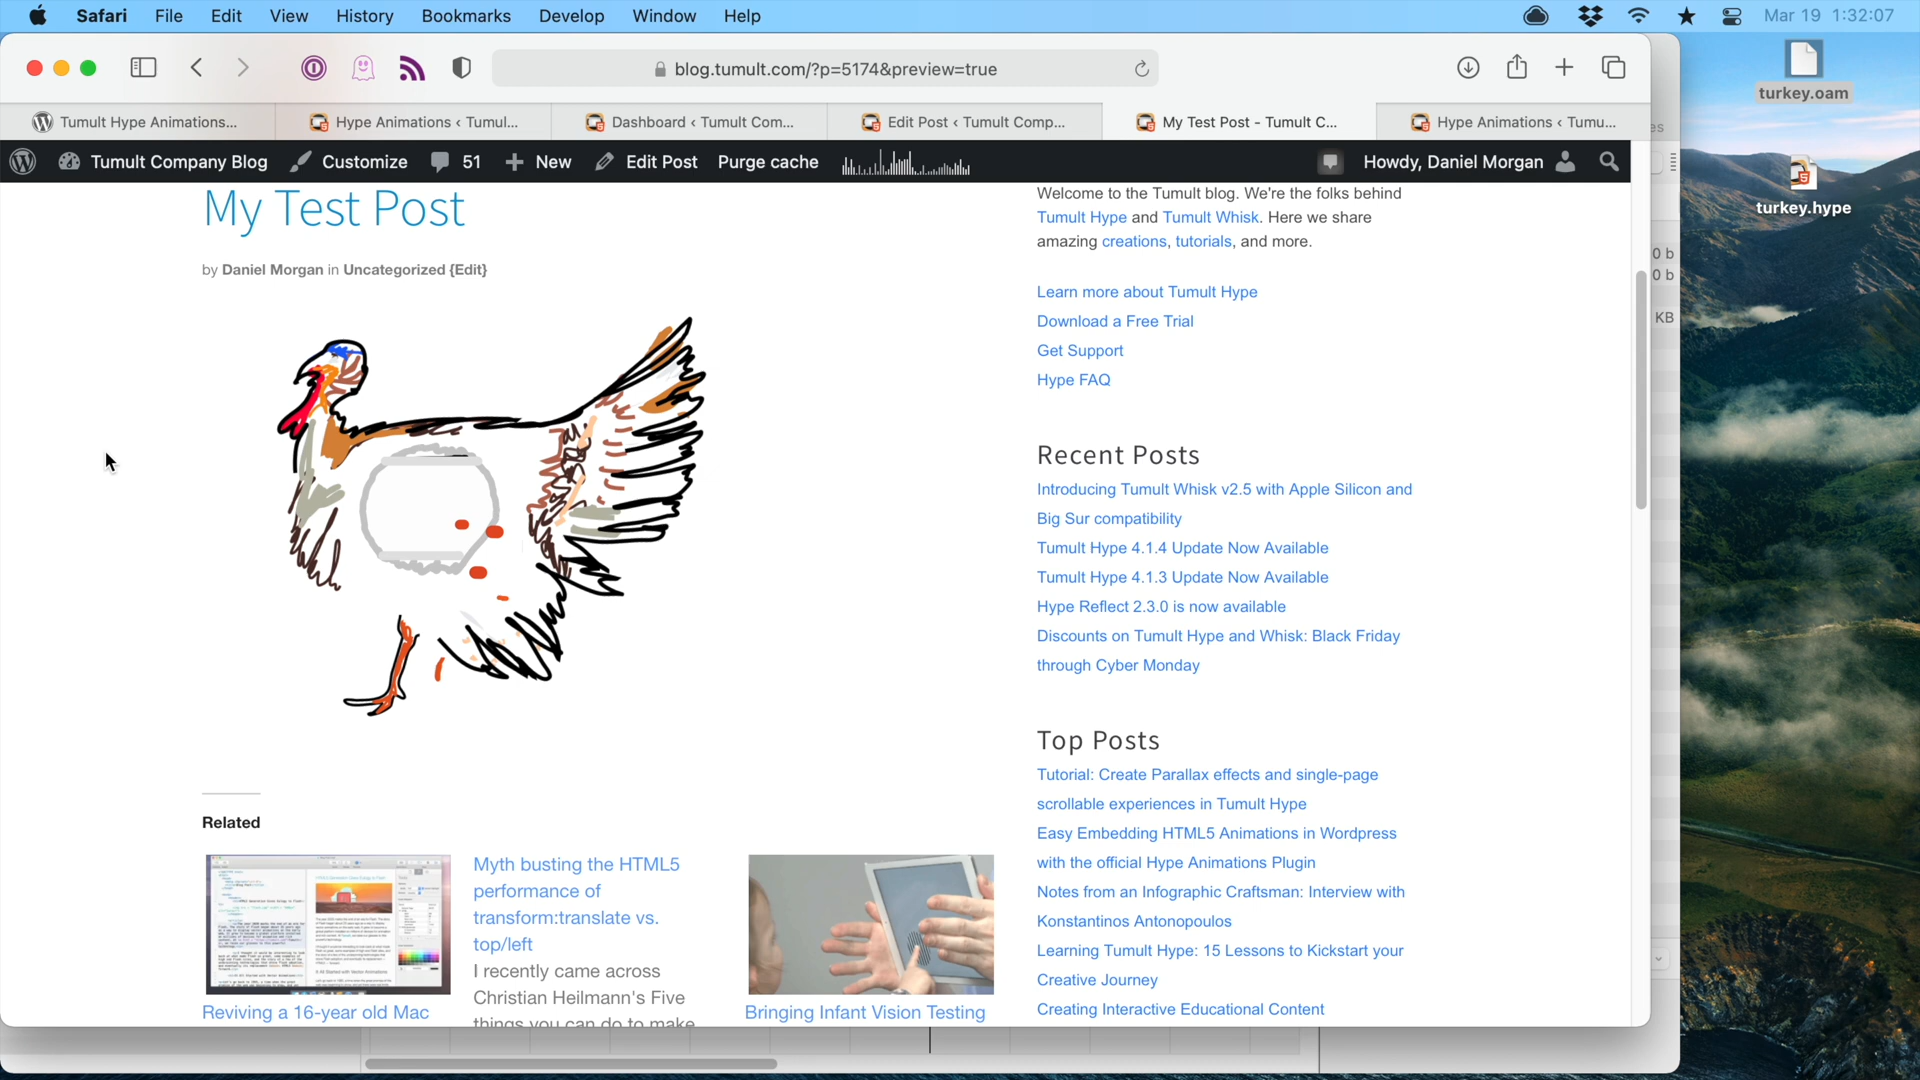 Safari File Edit View History Bookmarks Develop Window Help Mar 19 1:32:07
blog.tumult.com/?p=5174&preview=true
Tumult Hype Animations...
Hype Animations < Tumul...
Dashboard < Tumult Com...
Edit Post < Tumult Comp...
My Test Post - Tumult C...
Hype Animations < Tumu...
Tumult Company Blog Customize 51 New Edit Post Purge cache Howdy, Daniel Morgan
My Test Post
by Daniel Morgan in Uncategorized {Edit}
Welcome to the Tumult blog. We're the folks behind
Tumult Hype and Tumult Whisk. Here we share
amazing creations, tutorials, and more.
Learn more about Tumult Hype
Download a Free Trial
Get Support
Hype FAQ
Recent Posts
Introducing Tumult Whisk v2.5 with Apple Silicon and
Big Sur compatibility
Tumult Hype 4.1.4 Update Now Available
Tumult Hype 4.1.3 Update Now Available
Hype Reflect 2.3.0 is now available
Discounts on Tumult Hype and Whisk: Black Friday
through Cyber Monday
Top Posts
Tutorial: Create Parallax effects and single-page
scrollable experiences in Tumult Hype
Easy Embedding HTML5 Animations in Wordpress
with the official Hype Animations Plugin
Notes from an Infographic Craftsman: Interview with
Konstantinos Antonopoulos
Learning Tumult Hype: 15 Lessons to Kickstart your
Creative Journey
Creating Interactive Educational Content
Related
Reviving a 16-year old Mac
Myth busting the HTML5
performance of
transform:translate vs.
top/left
I recently came across
Christian Heilmann's Five
things you can do to make
Bringing Infant Vision Testing
es
0 b
0 b
KB
turkey.oam
turkey.hype